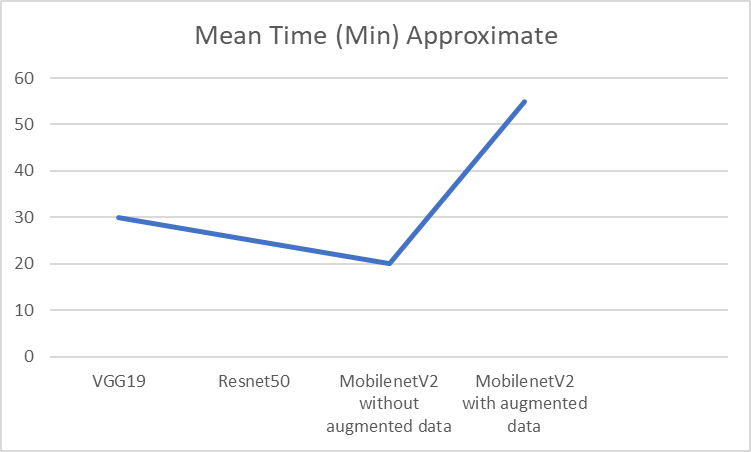 Mean Time (Min) Approximate
60
50
40
30
20
10
0
VGG19
Resnet50
MobilenetV2
without
augmented data
MobilenetV2
with augmented
data